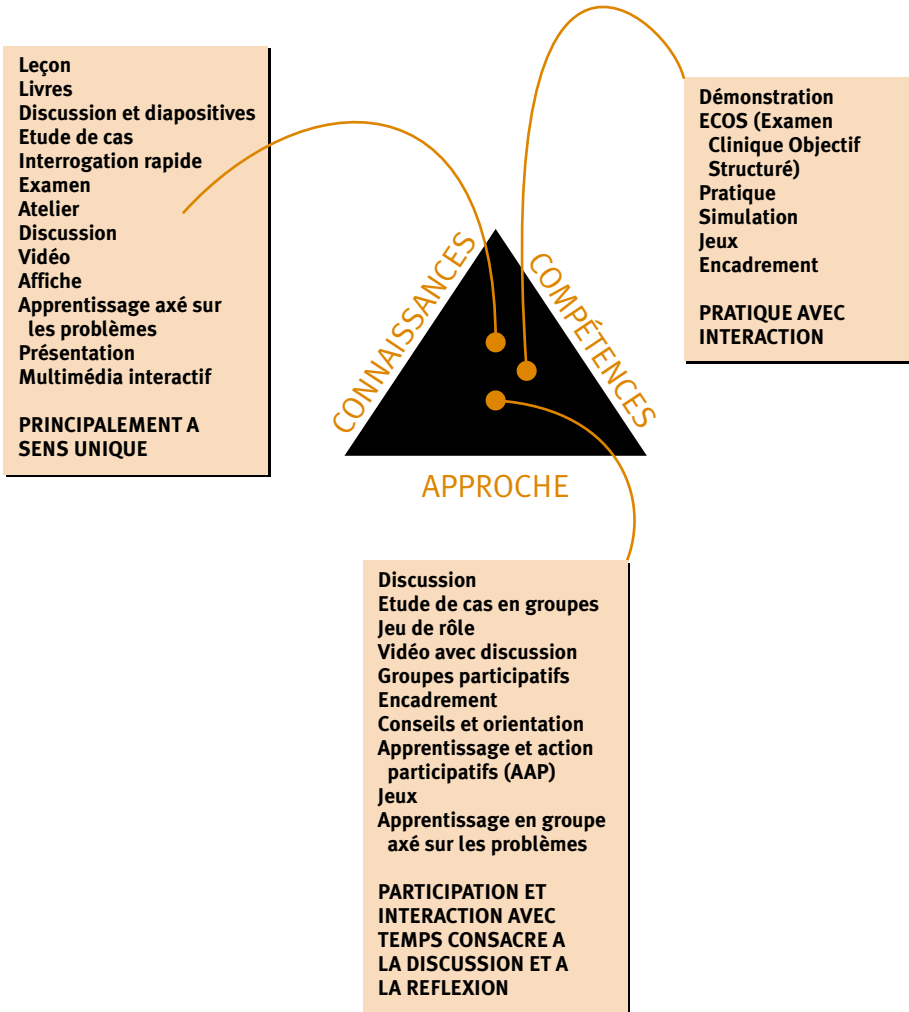 Leçon
Livres
Discussion et diapositives
Etude de cas
Interrogation rapide
Examen
Atelier
Discussion
Vidéo
Affiche
Apprentissage axé sur
les problèmes
Présentation
Multimédia interactif
PRINCIPALEMENT A
SENS UNIQUE
Démonstration
ECOS (Examen
Clinique Objectif
Structuré)
Pratique
Simulation
Jeux
Encadrement
PRATIQUE AVEC
INTERACTION
CONNAISSANCES
COMPÉTENCES
APPROCHE
Discussion
Etude de cas en groupes
Jeu de rôle
Vidéo avec discussion
Groupes participatifs
Encadrement
Conseils et orientation
Apprentissage et action
participatifs (AAP)
Jeux
Apprentissage en groupe
axé sur les problèmes
PARTICIPATION ET
INTERACTION AVEC
TEMPS CONSACRE A
LA DISCUSSION ET A
LA REFLEXION